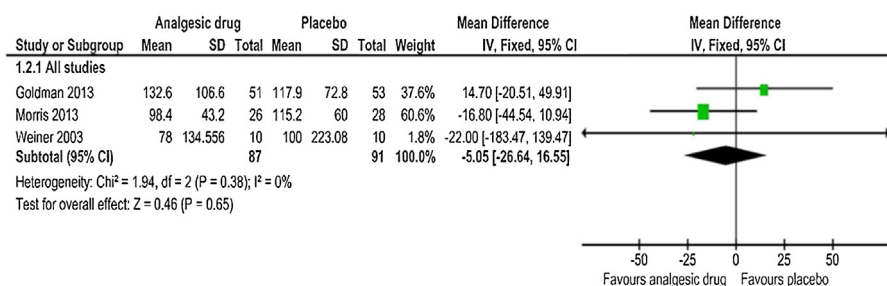 Analgesic drug Placebo Mean Difference Mean Difference
Study or Subgroup Mean SD Total Mean SD Total Weight IV, Fixed, 95% CI IV, Fixed, 95% CI
1.2.1 All studies
Goldman 2013 132.6 106.6 51 117.9 72.8 53 37.6% 14.70 [-20.51, 49.91]
Morris 2013 98.4 43.2 26 115.2 60 28 60.6% -16.80 [-44.54, 10.94]
Weiner 2003 78 134.556 10 100 223.08 10 1.8% -22.00 [-183.47, 139.47]
Subtotal (95% CI) 87 91 100.0% -5.05 [-26.64, 16.55]
Heterogeneity: Chi² = 1.94, df = 2 (P = 0.38); I² = 0%
Test for overall effect: Z = 0.46 (P = 0.65)
-50 -25 0 25 50
Favours analgesic drug Favours placebo